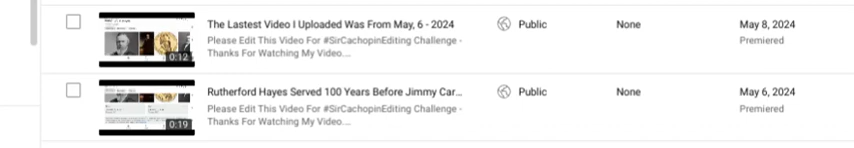 The Lastest Video I Uploaded Was From May, 6 - 2024
Public
None
May 8, 2024
Please Edit This Video For #SirCachopinEditing Challenge -
Premiered
Thanks For Watching My Video....
0:12
Rutherford Hayes Served 100 Years Before Jimmy Car...
Public
None
May 6, 2024
Please Edit This Video For #SirCachopinEditing Challenge -
Premiered
Thanks For Watching My Video....
0:19